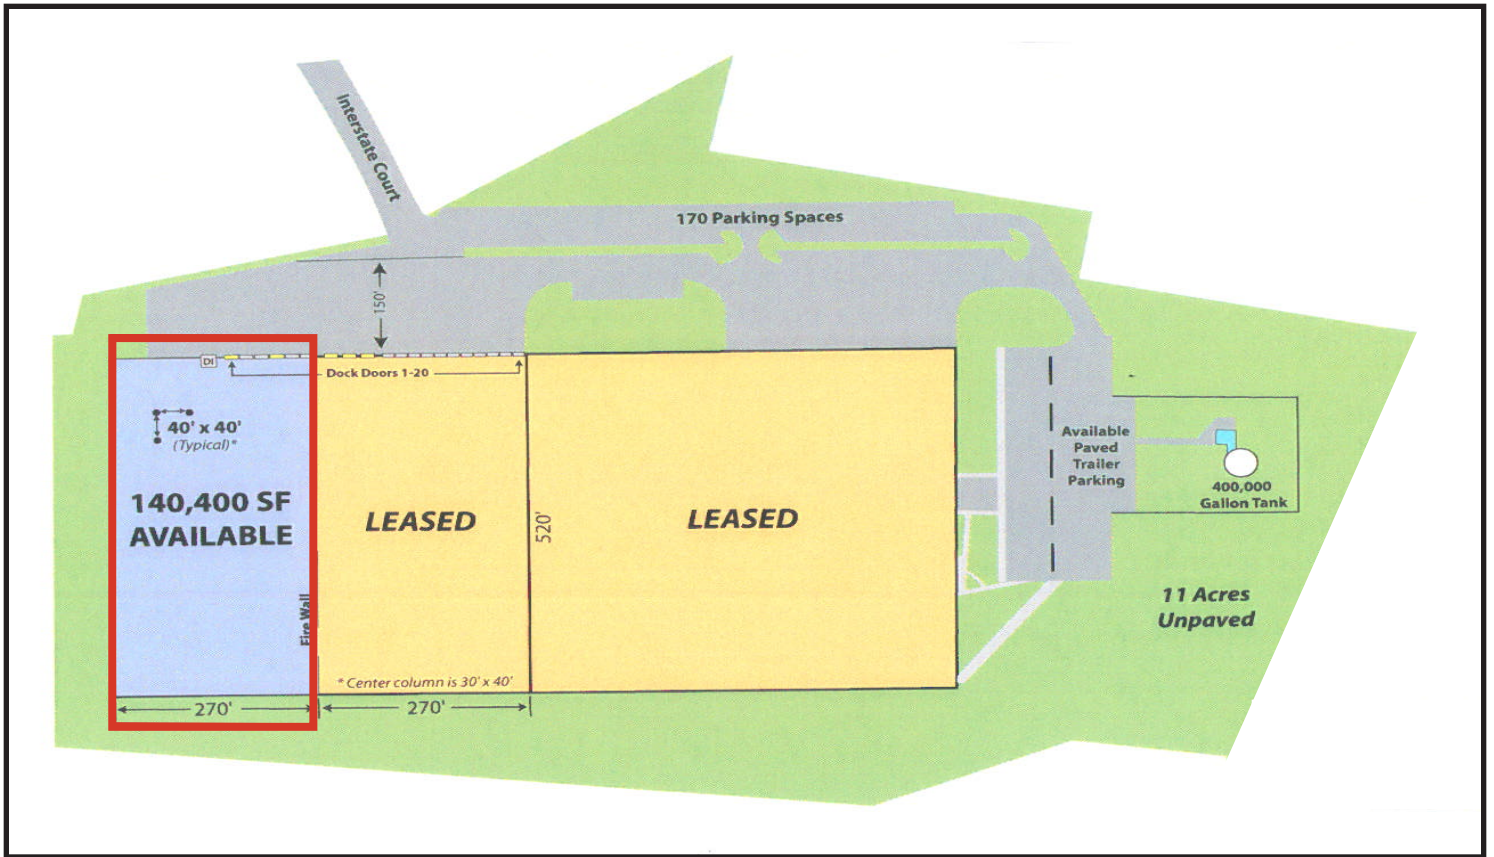 Interstate Court
170 Parking Spaces
150'
DI
Dock Doors 1-20
40' x 40'
(Typical)*
140,400 SF
AVAILABLE
LEASED
520'
LEASED
Available
Paved
Trailer
Parking
400,000
Gallon Tank
11 Acres
Unpaved
Fire Wall
* Center column is 30' x 40'
270'
270'